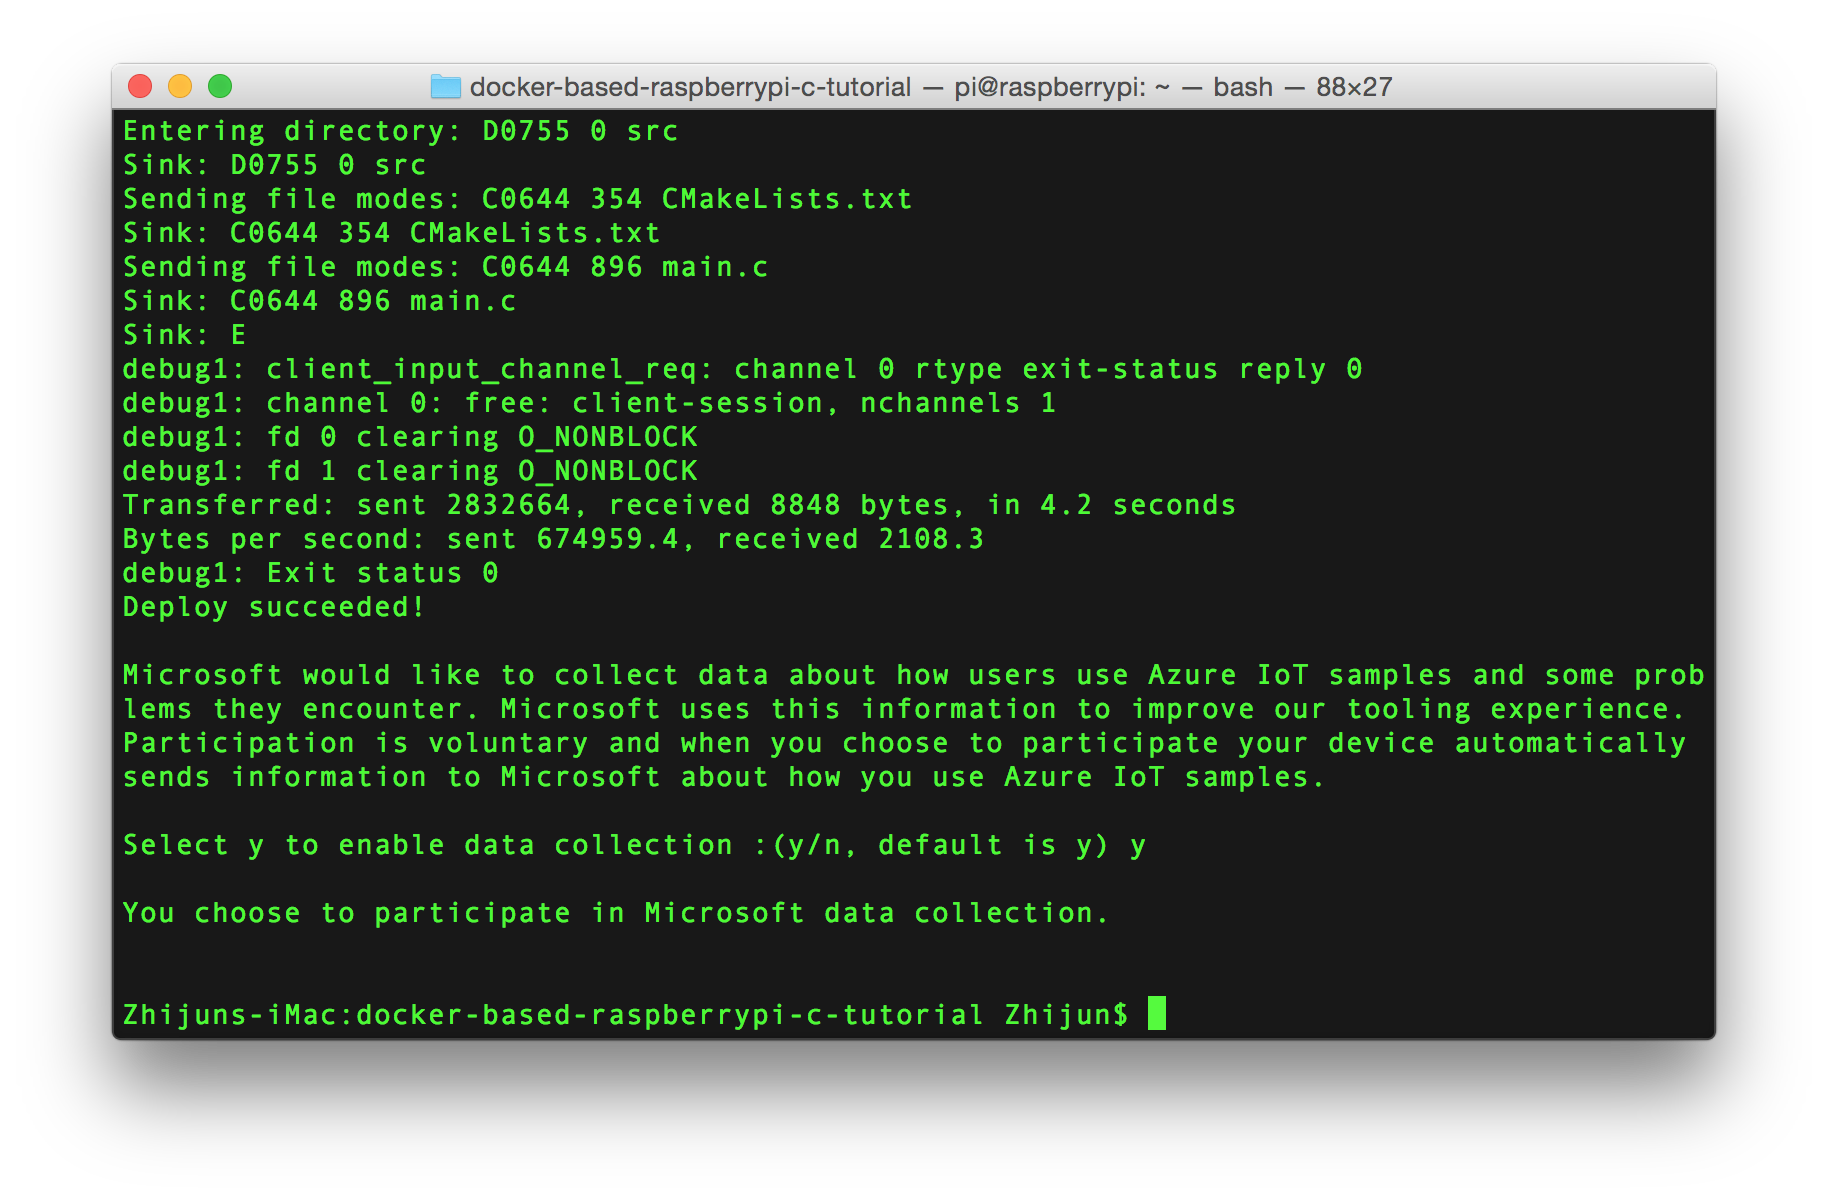 docker-based-raspberrypi-c-tutorial — pi@raspberrypi: ~ — bash — 88×27
Entering directory: D0755 0 src
Sink: D0755 0 src
Sending file modes: C0644 354 CMakeLists.txt
Sink: C0644 354 CMakeLists.txt
Sending file modes: C0644 896 main.c
Sink: C0644 896 main.c
Sink: E
debug1: client_input_channel_req: channel 0 rtype exit-status reply 0
debug1: channel 0: free: client-session, nchannels 1
debug1: fd 0 clearing O_NONBLOCK
debug1: fd 1 clearing O_NONBLOCK
Transferred: sent 2832664, received 8848 bytes, in 4.2 seconds
Bytes per second: sent 674959.4, received 2108.3
debug1: Exit status 0
Deploy succeeded!
Microsoft would like to collect data about how users use Azure IoT samples and some prob
lems they encounter. Microsoft uses this information to improve our tooling experience.
Participation is voluntary and when you choose to participate your device automatically
sends information to Microsoft about how you use Azure IoT samples.
Select y to enable data collection :(y/n, default is y) y
You choose to participate in Microsoft data collection.
Zhijuns-iMac:docker-based-raspberrypi-c-tutorial Zhijun$